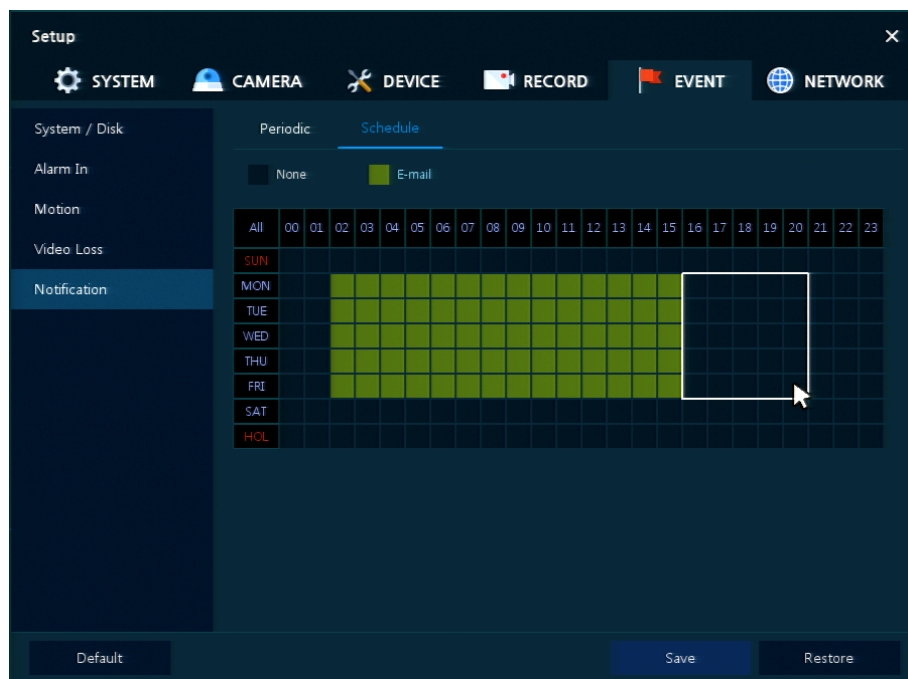 Setup
SYSTEM CAMERA DEVICE RECORD EVENT NETWORK
System / Disk
Alarm In
Motion
Video Loss
Notification
Periodic Schedule
None E-mail
All 00 01 02 03 04 05 06 07 08 09 10 11 12 13 14 15 16 17 18 19 20 21 22 23
SUN
MON
TUE
WED
THU
FRI
SAT
HOL
Default Save Restore